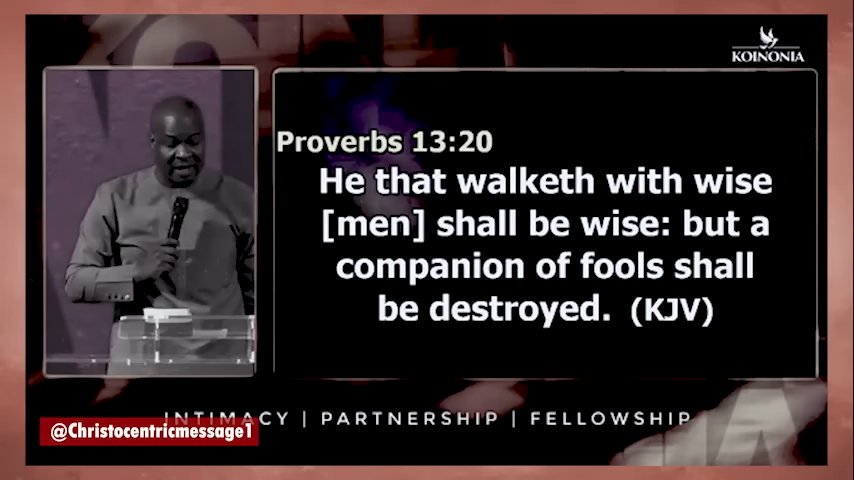 KOINONIA
Proverbs 13:20
He that walketh with wise
[men] shall be wise: but a
companion of fools shall
be destroyed. (KJV)
INTIMACY | PARTNERSHIP | FELLOWSHIP
@Christocentricmessage1